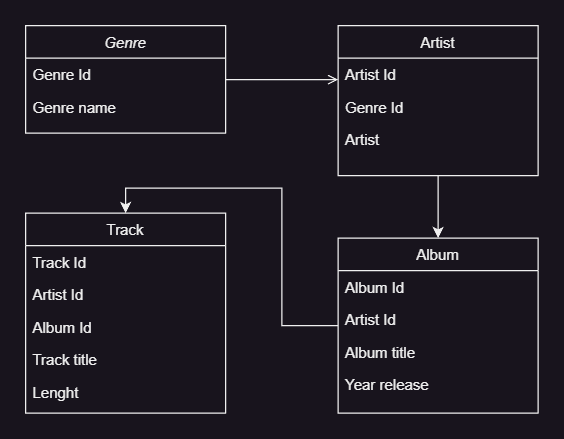 Genre
Genre Id
Genre name
Artist
Artist Id
Genre Id
Artist
Track
Track Id
Artist Id
Album Id
Track title
Lenght
Album
Album Id
Artist Id
Album title
Year release